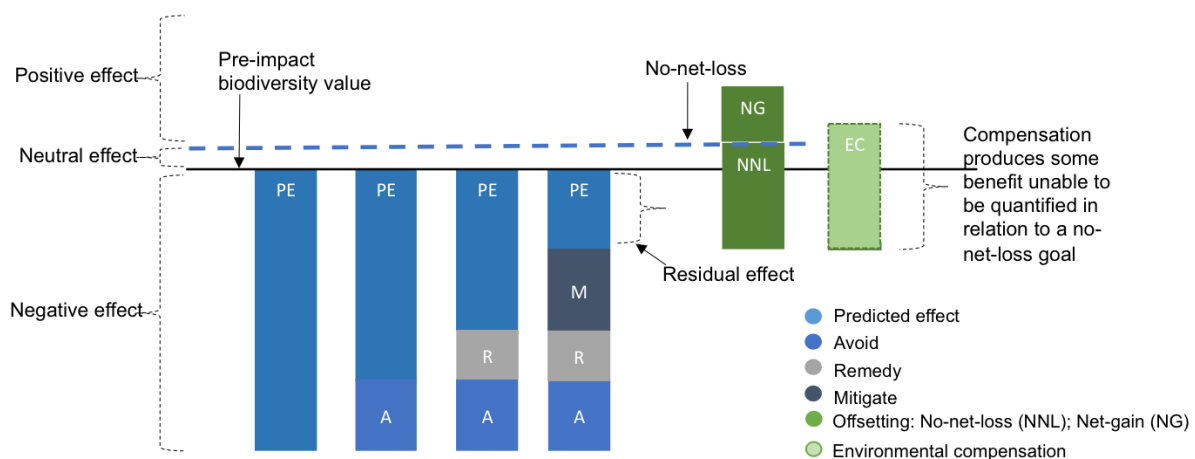 Positive effect
Pre-impact
biodiversity value
No-net-loss
Neutral effect
NG
NNL
EC
Compensation
produces some
benefit unable to
be quantified in
relation to a no-
net-loss goal
PE
PE
PE
PE
Residual effect
Negative effect
M
R
R
A
A
A
Predicted effect
Avoid
Remedy
Mitigate
Offsetting: No-net-loss (NNL); Net-gain (NG)
Environmental compensation